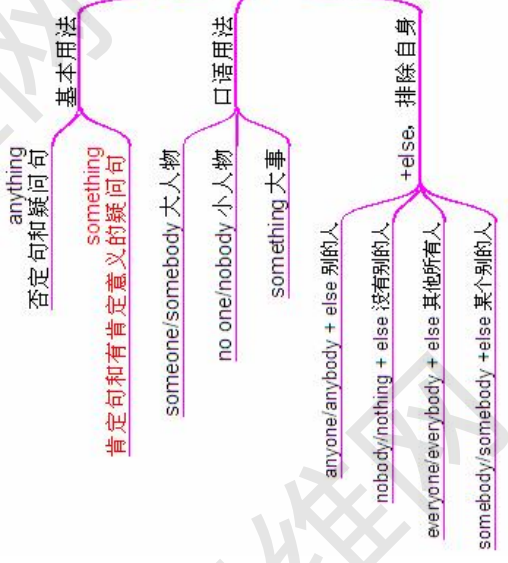 基本用法
anything
否定句和疑问句
something
肯定句和有肯定意义的疑问句
口语用法
someone/somebody 大人物
no one/nobody 小人物
something 大事
+else, 排除自身
anyone/anybody + else 别的人
nobody/nothing + else 没有别的人
everyone/everybody + else 其他所有人
somebody/somebody +else 某个别的人
维网